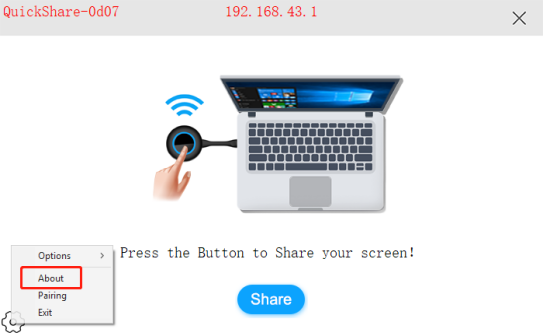 QuickShare-0d07 192.168.43.1
Press the Button to Share your screen!
Share
Options
About
Pairing
Exit